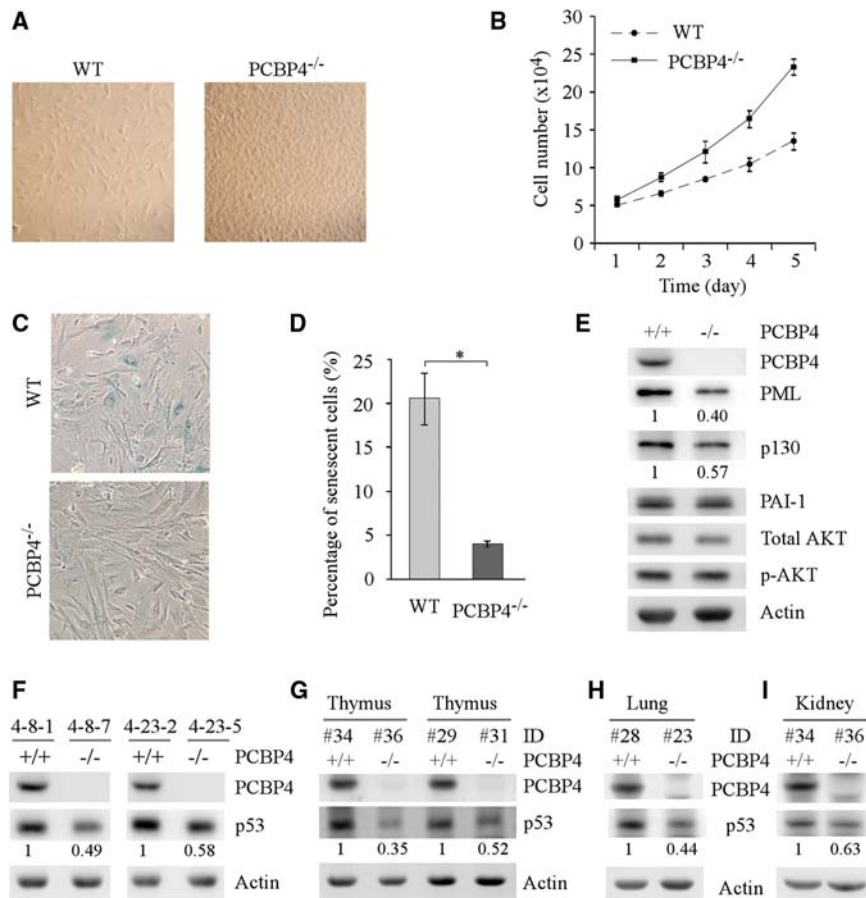 A
WT
PCBP4-/-
B
Cell number (x10⁴)
30
25
20
15
10
5
0
WT
PCBP4-/-
1 2 3 4 5
Time (day)
C
WT
PCBP4-/-
D
Percentage of senescent cells (%)
25
20
15
10
5
0
*
WT PCBP4-/-
E
+/+ -/- PCBP4
PCBP4
PML
1 0.40
p130
1 0.57
PAI-1
Total AKT
p-AKT
Actin
F
4-8-1 4-8-7 4-23-2 4-23-5
+/+ -/- +/+ -/- PCBP4
PCBP4
p53
1 0.49 1 0.58
Actin
G
Thymus Thymus
#34 #36 #29 #31 ID
+/+ -/- +/+ -/- PCBP4
PCBP4
p53
1 0.35 1 0.52
Actin
H
Lung
#28 #23 ID
+/+ -/- PCBP4
PCBP4
p53
1 0.44
Actin
I
Kidney
#34 #36
+/+ -/-
1 0.63